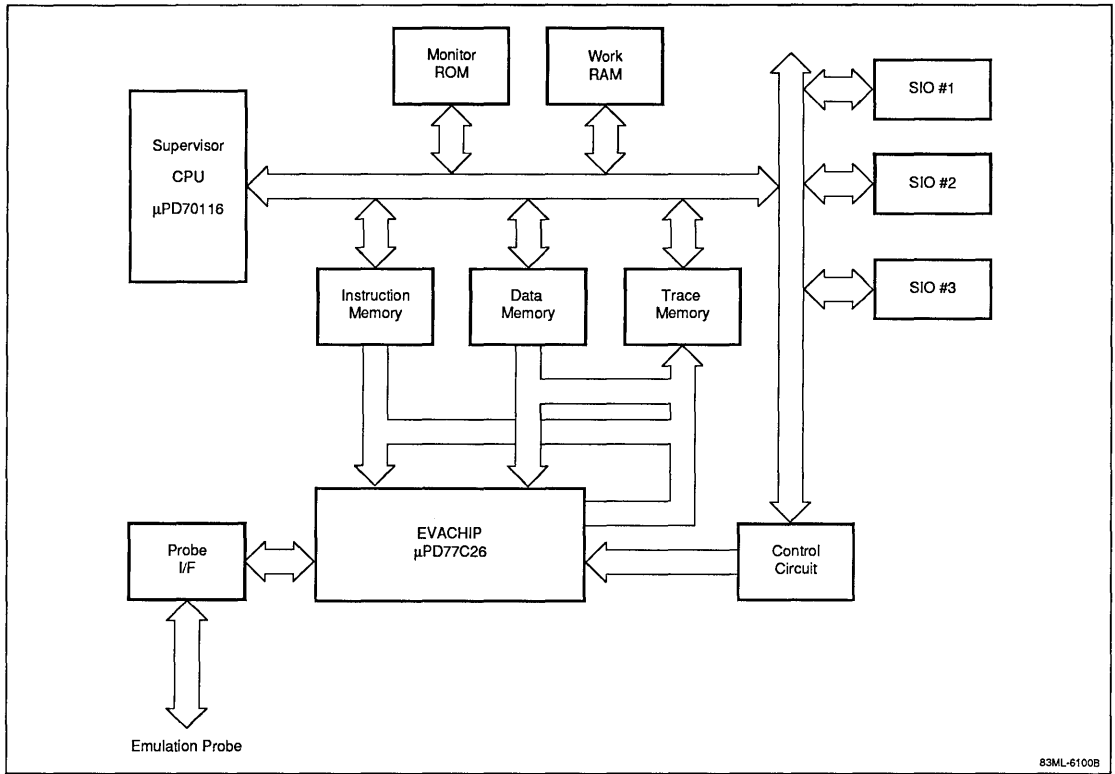 Monitor
ROM
Work
RAM
SIO #1
Supervisor
CPU
µPD70116
SIO #2
SIO #3
Instruction
Memory
Data
Memory
Trace
Memory
EVACHIP
µPD77C26
Probe
I/F
Control
Circuit
Emulation Probe
83ML-6100B